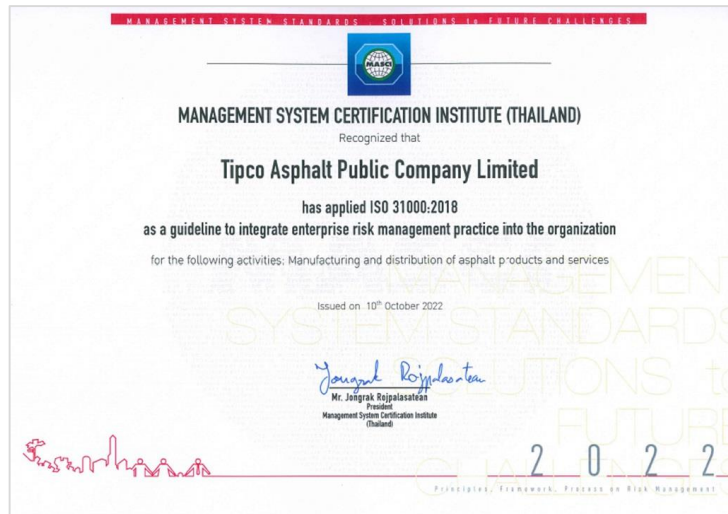 MANAGEMENT SYSTEM STANDARDS SOLUTIONS to FUTURE CHALLENGES
MASCI
MANAGEMENT SYSTEM CERTIFICATION INSTITUTE (THAILAND)
Recognized that
Tipco Asphalt Public Company Limited
has applied ISO 31000:2018
as a guideline to integrate enterprise risk management practice into the organization
for the following activities: Manufacturing and distribution of asphalt products and services
Issued on 10th October 2022
Jongrak Rojpalasatean
Mr. Jongrak Rojpalasatean
President
Management System Certification Institute
(Thailand)
MANAGEMENT
SYSTEM STANDARDS
SOLUTIONS to
FUTURE
CHALLENGES
2022
Principles, Framework, Process on Risk Management